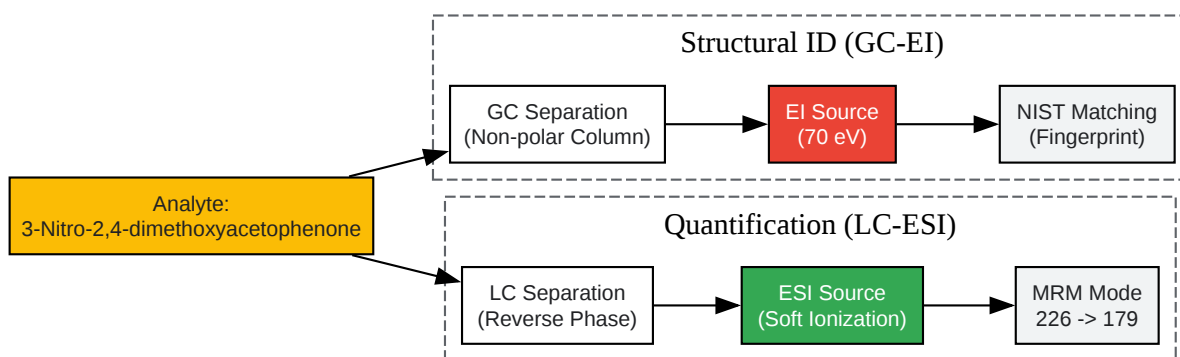 Structural ID (GC-EI)
GC Separation
(Non-polar Column)
EI Source
(70 eV)
NIST Matching
(Fingerprint)
Analyte:
3-Nitro-2,4-dimethoxyacetophenone
Quantification (LC-ESI)
LC Separation
(Reverse Phase)
ESI Source
(Soft Ionization)
MRM Mode
226 -> 179